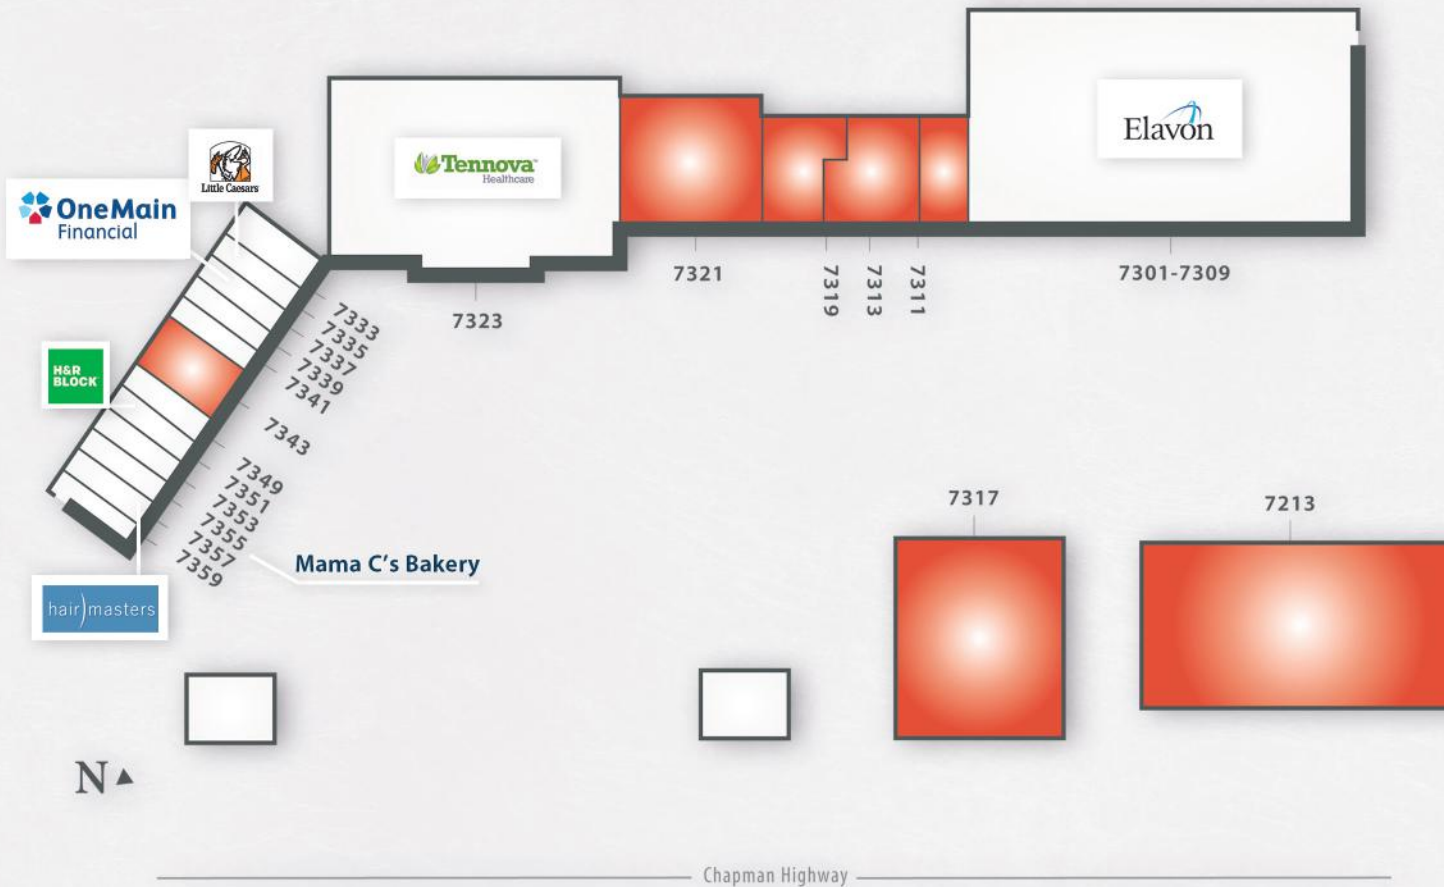 Elavon
Tennova
Healthcare
Little Caesars
OneMain
Financial
7321
7319
7313
7311
7301-7309
7323
7333
7335
7337
7339
7341
H&R
BLOCK
7343
7349
7351
7353
7355
7357
7359
7317
7213
Mama C's Bakery
hair)masters
N
Chapman Highway